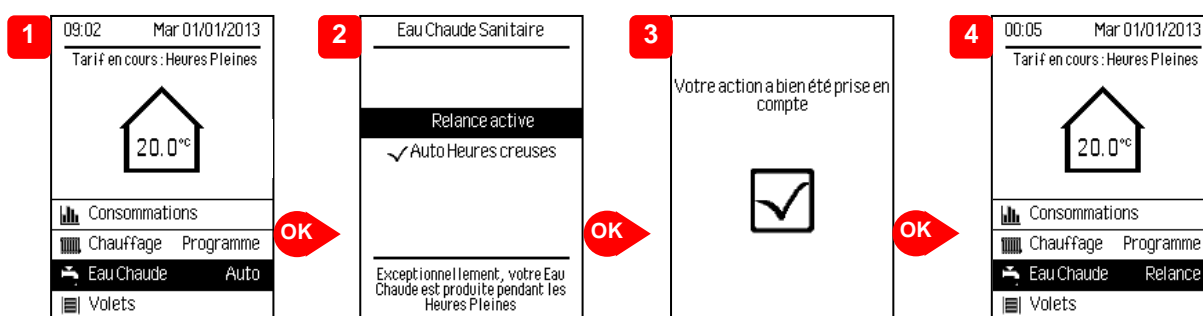 1
09:02 Mar 01/01/2013
Tarif en cours : Heures Pleines
20.0°C
Consommations
Chauffage Programme
Eau Chaude Auto
Volets
OK
2
Eau Chaude Sanitaire
Relance active
Auto Heures creuses
Exceptionnellement, votre Eau
Chaude est produite pendant les
Heures Pleines
OK
3
Votre action a bien été prise en
compte
OK
4
00:05 Mar 01/01/2013
Tarif en cours : Heures Pleines
20.0°C
Consommations
Chauffage Programme
Eau Chaude Relance
Volets